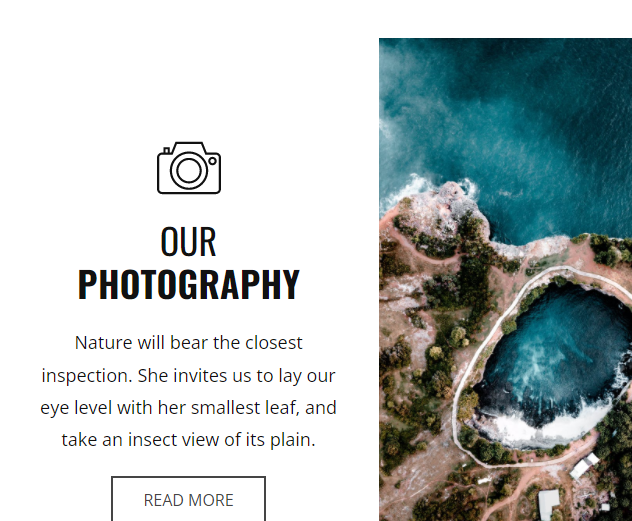 OUR
PHOTOGRAPHY
Nature will bear the closest
inspection. She invites us to lay our
eye level with her smallest leaf, and
take an insect view of its plain.
READ MORE